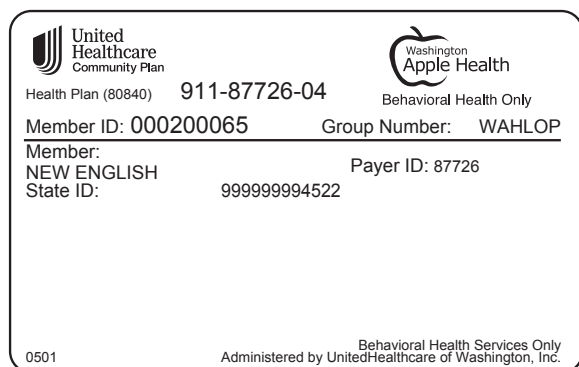 United
Healthcare
Community Plan
Washington
Apple Health
Health Plan (80840) 911-87726-04
Behavioral Health Only
Member ID: 000200065 Group Number: WAHLOP
Member:
NEW ENGLISH
Payer ID: 87726
State ID: 999999994522
Behavioral Health Services Only
0501 Administered by UnitedHealthcare of Washington, Inc.